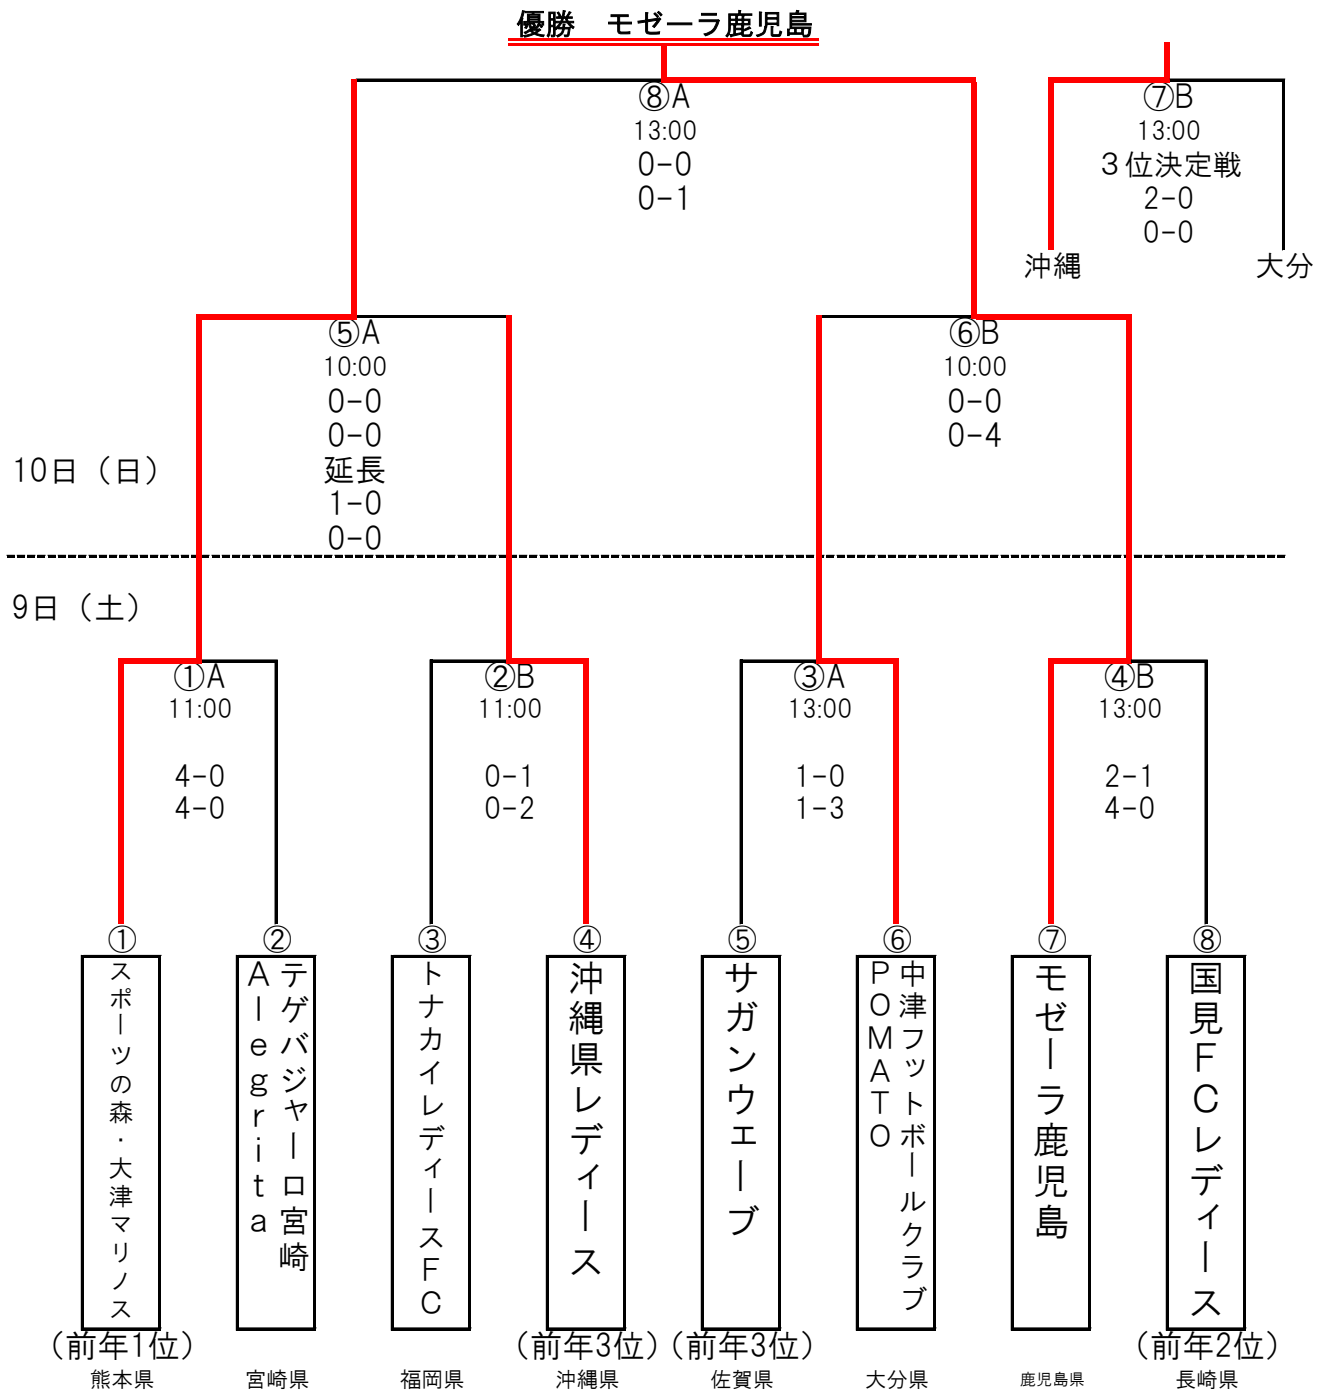 優勝　モゼーラ鹿児島
⑧A
13:00
0-0
0-1
⑦B
13:00
３位決定戦
2-0
0-0
沖縄
大分
⑤A
10:00
0-0
0-0
延長
1-0
0-0
⑥B
10:00
0-0
0-4
10日（日）
9日（土）
①A
11:00
4-0
4-0
②B
11:00
0-1
0-2
③A
13:00
1-0
1-3
④B
13:00
2-1
4-0
①
スポーツの森・大津マリノス
（前年1位）
熊本県
②
テゲバジャーロ宮崎
Alegrita
宮崎県
③
トナカイレディースＦＣ
福岡県
④
沖縄県レディース
（前年3位）
沖縄県
⑤
サガンウェーブ
（前年3位）
佐賀県
⑥
中津フットボールクラブ
ＰＯＭＡＴＯ
大分県
⑦
モゼーラ鹿児島
鹿児島県
⑧
国見ＦＣレディース
（前年2位）
長崎県